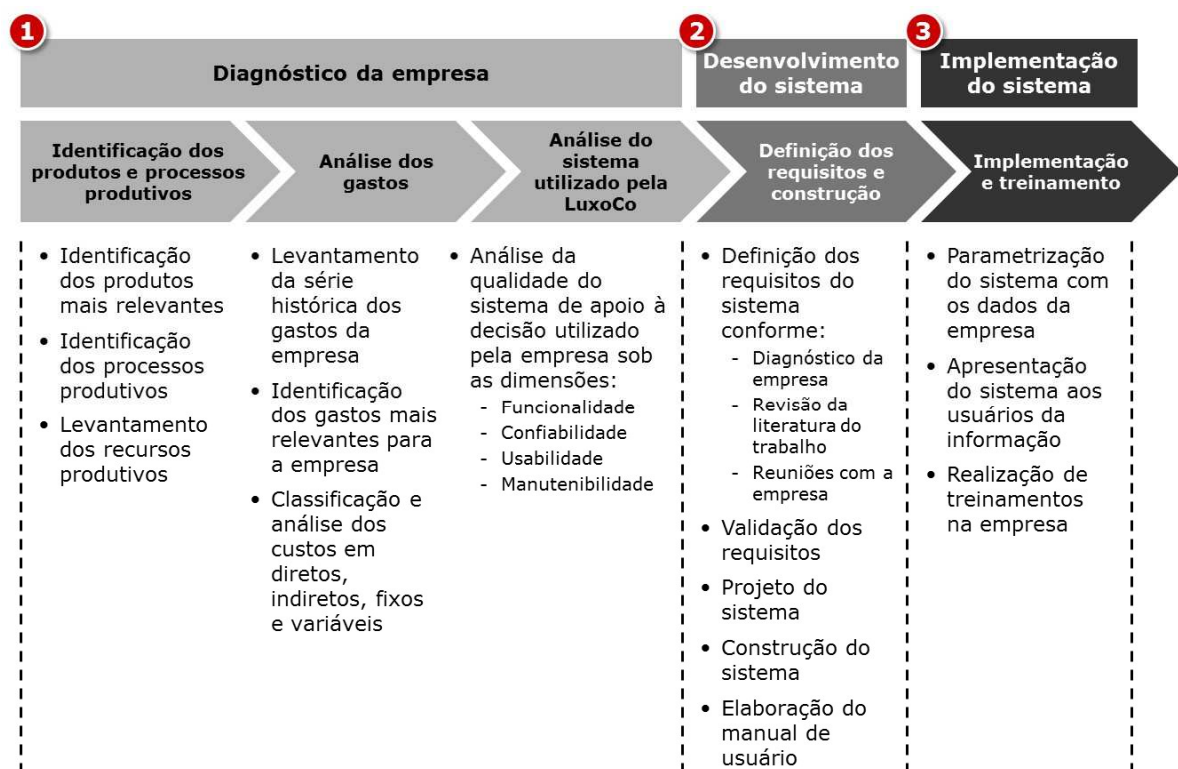 1
Diagnóstico da empresa
2
Desenvolvimento
do sistema
3
Implementação
do sistema
Identificação dos
produtos e processos
produtivos
Análise dos
gastos
Análise do
sistema
utilizado pela
LuxoCo
Definição dos
requisitos e
construção
Implementação
e treinamento
• Identificação
dos produtos
mais relevantes
• Identificação
dos processos
produtivos
• Levantamento
dos recursos
produtivos
• Levantamento
da série
histórica dos
gastos da
empresa
• Identificação
dos gastos mais
relevantes para
a empresa
• Classificação e
análise dos
custos em
diretos,
indiretos, fixos
e variáveis
• Análise da
qualidade do
sistema de apoio à
decisão utilizado
pela empresa sob
as dimensões:
- Funcionalidade
- Confiabilidade
- Usabilidade
- Manutenibilidade
• Definição dos
requisitos do
sistema
conforme:
- Diagnóstico da
empresa
- Revisão da
literatura do
trabalho
- Reuniões com a
empresa
• Validação dos
requisitos
• Projeto do
sistema
• Construção do
sistema
• Elaboração do
manual de
usuário
• Parametrização
do sistema com
os dados da
empresa
• Apresentação
do sistema aos
usuários da
informação
• Realização de
treinamentos
na empresa